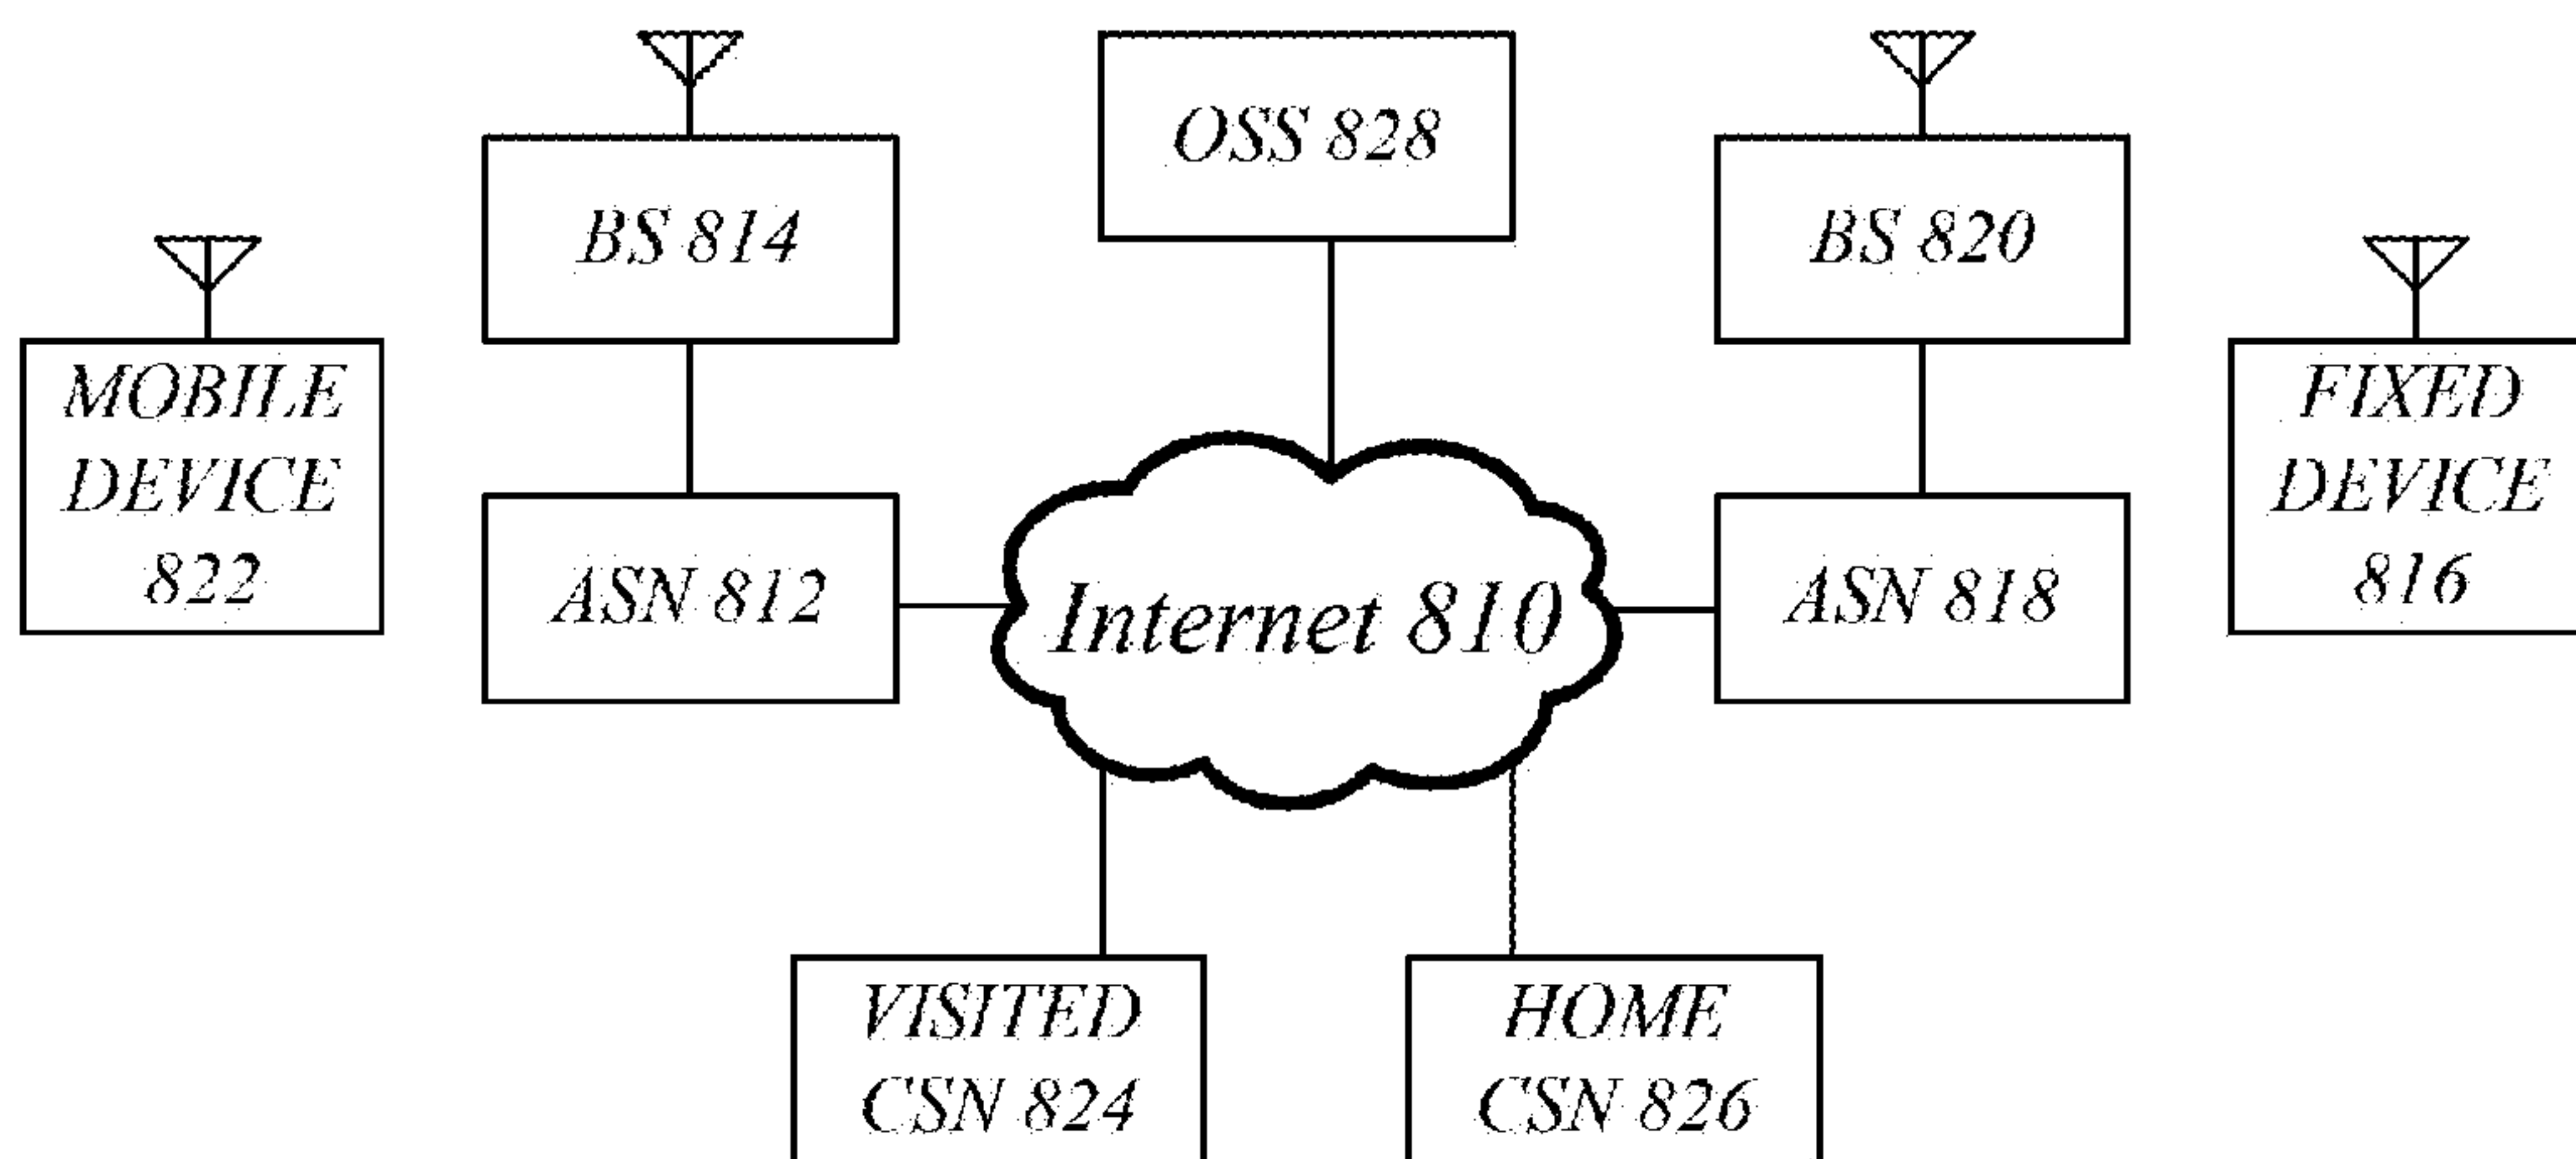 OSS 828
BS 814
BS 820
MOBILE
DEVICE
822
FIXED
DEVICE
816
ASN 812
Internet 810
ASN 818
VISITED
CSN 824
HOME
CSN 826